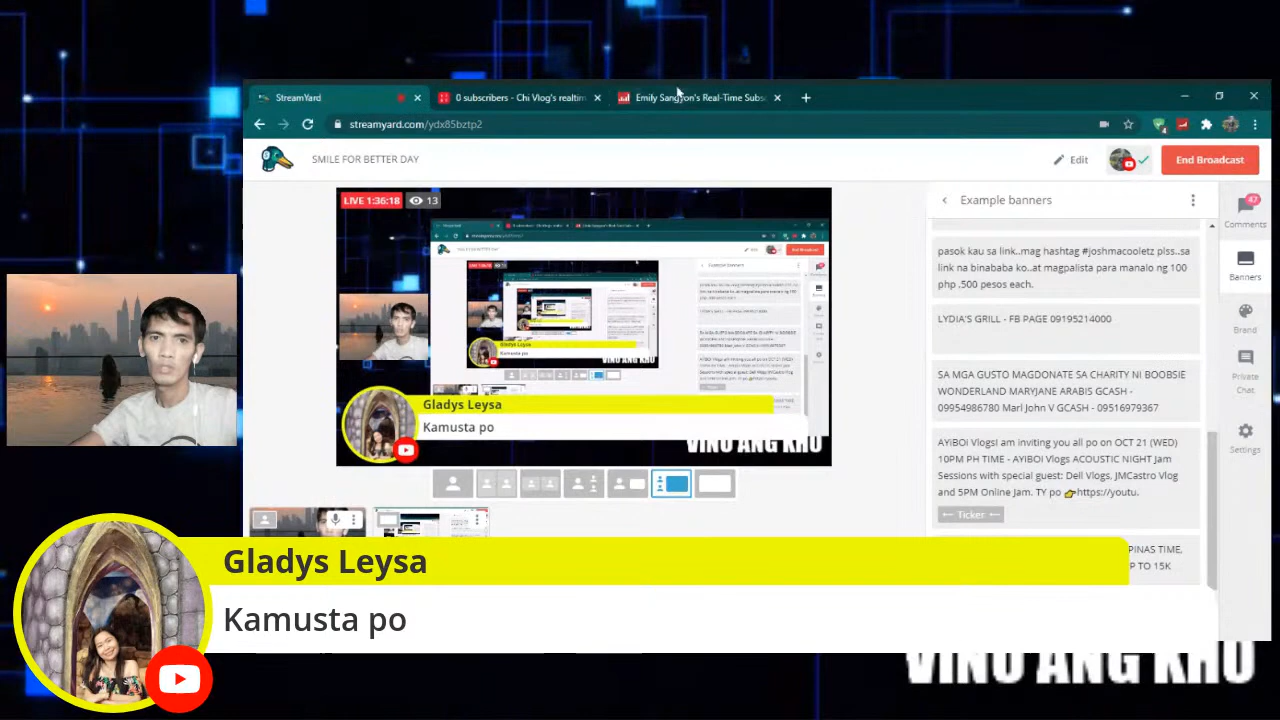 StreamYard
0 subscribers - Chi Vlog's realtim
Emily Sangyon's Real-Time Subs
streamyard.com/ydx85bztp2
SMILE FOR BETTER DAY
Edit
End Broadcast
LIVE 1:36:18
13
Gladys Leysa
Kamusta po
VINO ANG KHO
Example banners
pasok kau sa link..mag hashtag #joshmacoolitz plss..sa
link na binababa ko..at magpalista para manalo ng 100
php ,500 pesos each.
LYDIA'S GRILL - FB PAGE/09195214000
SA MGA GUSTO MAGDONATE SA CHARITY NI BROSHIE
WONDERLAND MARYJANE ARABIS GCASH -
09954986780 Marl John V GCASH - 09516979367
AYiBOi Vlogs/I am inviting you all po on OCT 21 (WED)
10PM PH TIME - AYiBOi Vlogs ACOUSTIC NIGHT Jam
Sessions with special guest: Dell Vlogs, JMCastro Vlog
and 5PM Online Jam. TY po 👉https://youtu.
Ticker
PINAS TIME,
P TO 15K
47
Comments
Banners
Brand
Private
Chat
Settings
Gladys Leysa
Kamusta po
VINO ANG KHO